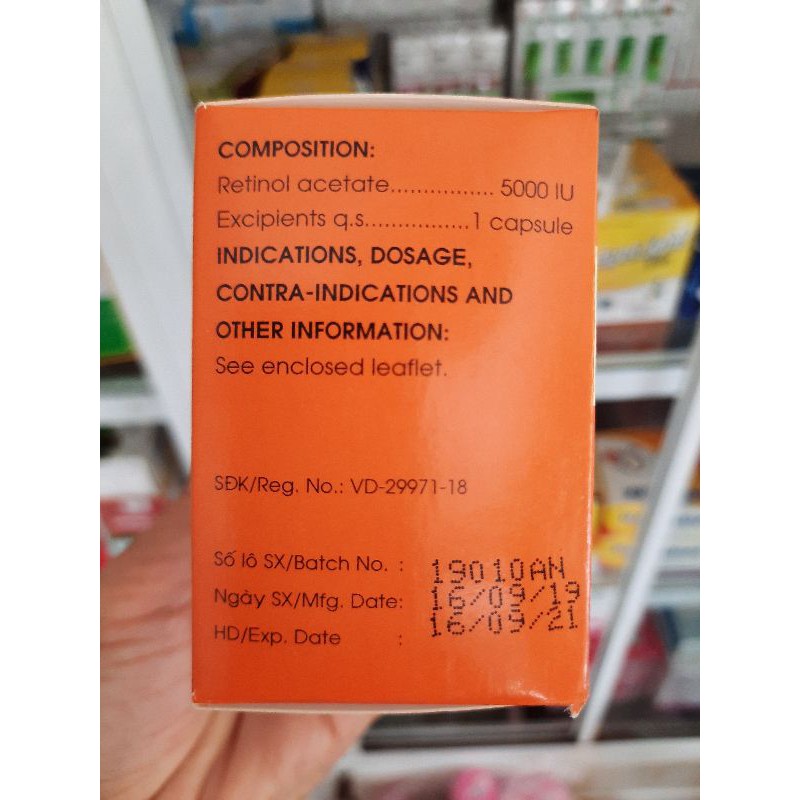 COMPOSITION:
Retinol acetate................ 5000 IU
Excipients q.s.................1 capsule
INDICATIONS, DOSAGE,
CONTRA-INDICATIONS AND
OTHER INFORMATION:
See enclosed leaflet.
SĐK/Reg. No.: VD-29971-18
Số lô SX/Batch No. : 19010AN
Ngày SX/Mfg. Date: 16/09/19
HD/Exp. Date : 16/09/21